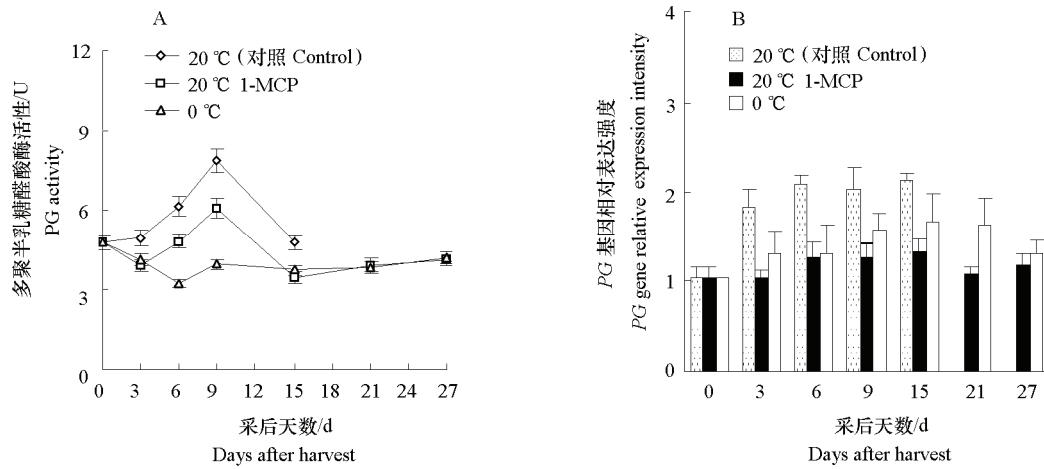 A
20 ℃ (对照 Control)
20 ℃ 1-MCP
0 ℃
12
9
6
3
0
多聚半乳糖醛酸酶活性/U
PG activity
0 3 6 9 12 15 18 21 24 27
采后天数/d
Days after harvest
B
20 ℃ (对照 Control)
20 ℃ 1-MCP
0 ℃
4
3
2
1
0
PG 基因相对表达强度
PG gene relative expression intensity
0 3 6 9 15 21 27
采后天数/d
Days after harvest